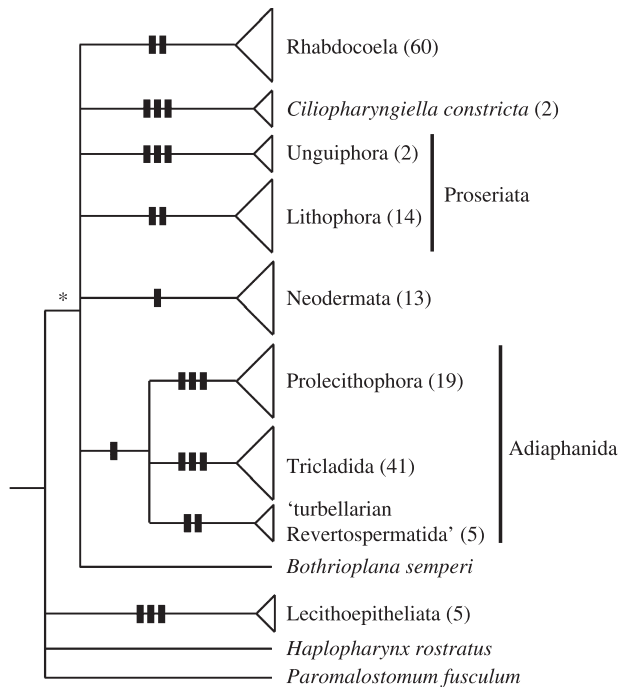 Rhabdocoela (60)
Ciliopharyngiella constricta (2)
Unguiphora (2)
Proseriata
Lithophora (14)
*
Neodermata (13)
Prolecithophora (19)
Adiaphanida
Tricladida (41)
‘turbellarian
Revertospermatida’ (5)
Bothrioplana semperi
Lecithoepitheliata (5)
Haplopharynx rostratus
Paromalostomum fusculum